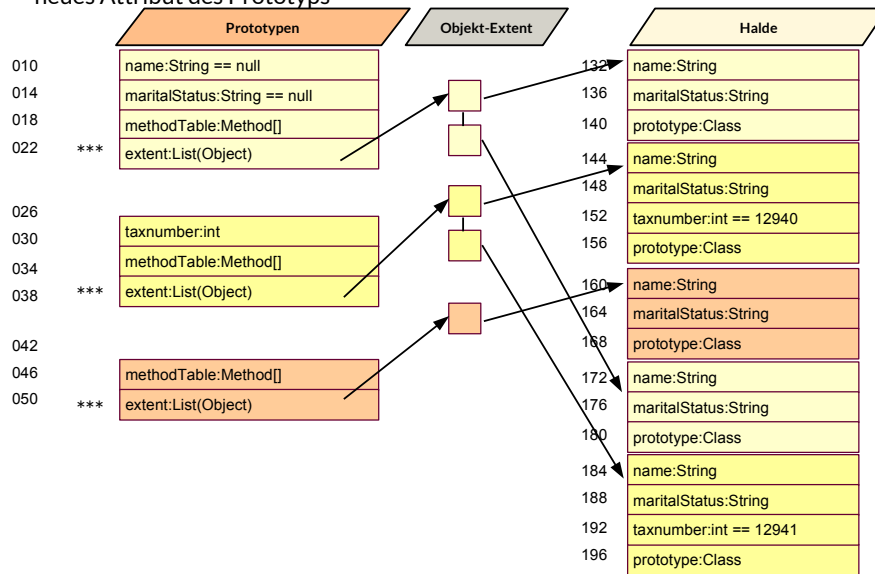 neues Attribut des Prototyps
Prototypen
Objekt-Extent
Halde
010
name:String == null
014
maritalStatus:String == null
018
methodTable:Method[]
022
***
extent:List(Object)
026
taxnumber:int
030
methodTable:Method[]
034
038
***
extent:List(Object)
042
046
methodTable:Method[]
050
***
extent:List(Object)
132
name:String
136
maritalStatus:String
140
prototype:Class
144
name:String
148
maritalStatus:String
152
taxnumber:int == 12940
156
prototype:Class
160
name:String
164
maritalStatus:String
168
prototype:Class
172
name:String
176
maritalStatus:String
180
prototype:Class
184
name:String
188
maritalStatus:String
192
taxnumber:int == 12941
196
prototype:Class